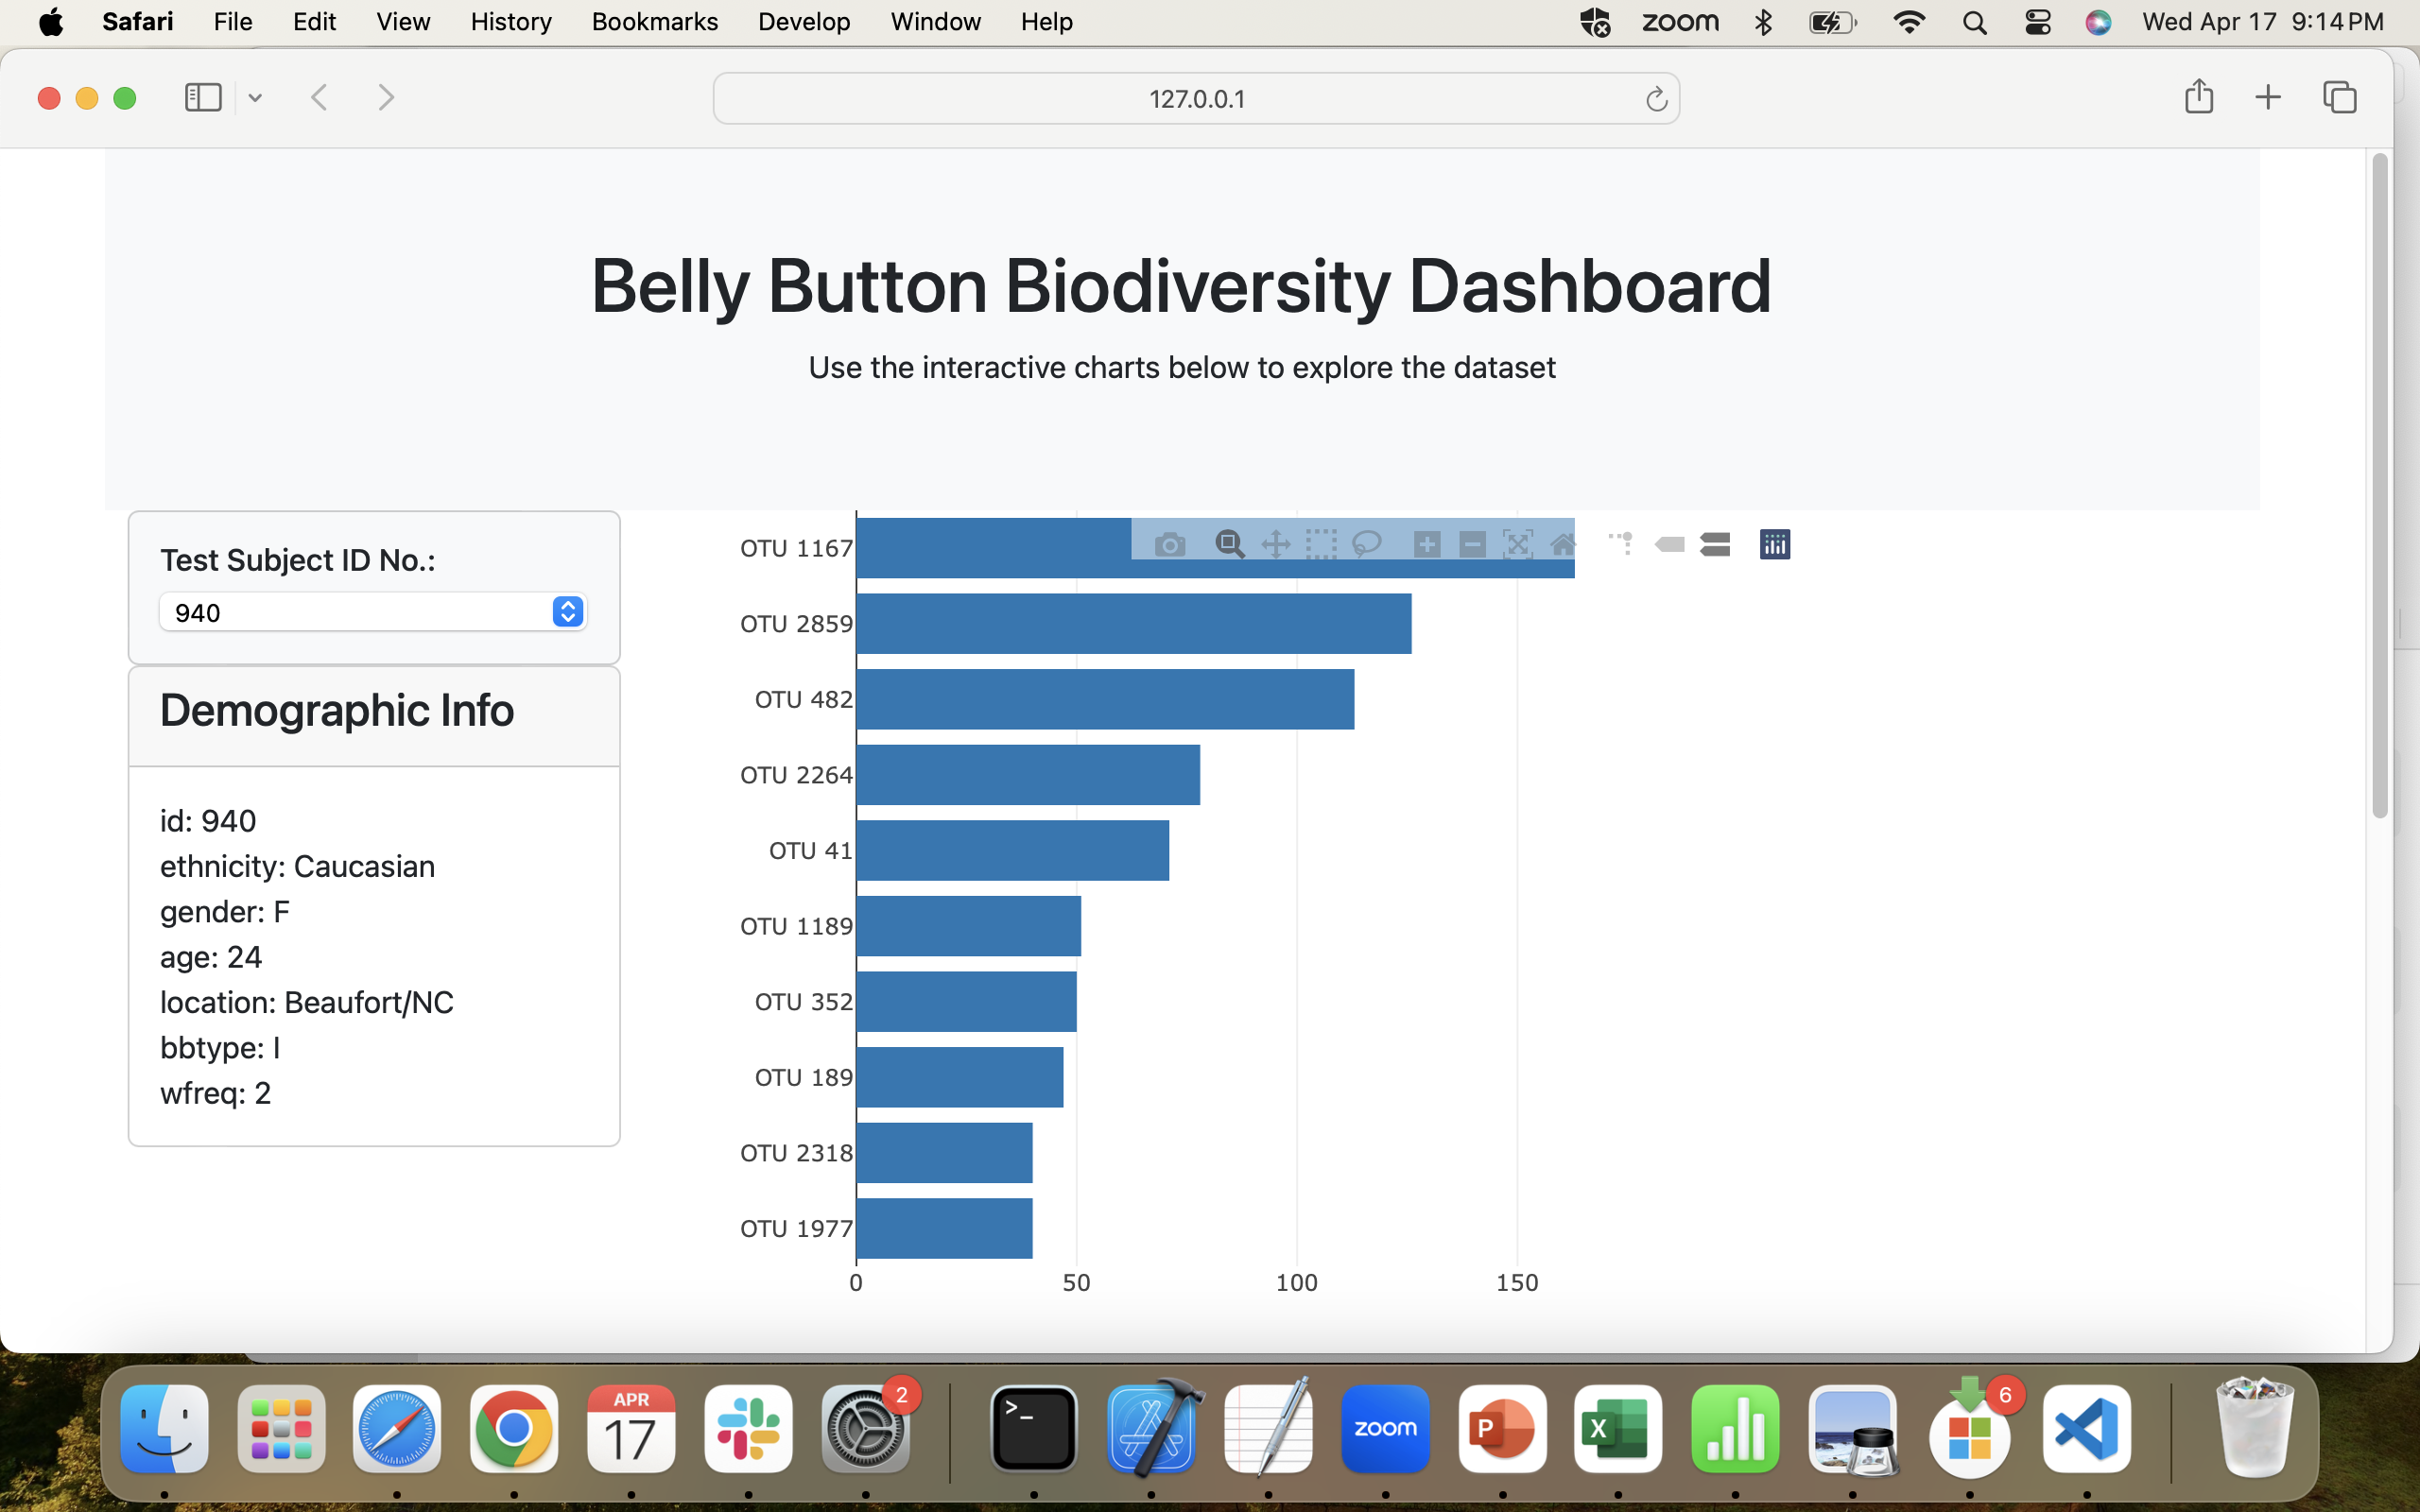 Safari File Edit View History Bookmarks Develop Window Help zoom Wed Apr 17 9:14 PM
127.0.0.1
Belly Button Biodiversity Dashboard
Use the interactive charts below to explore the dataset
Test Subject ID No.:
940
Demographic Info
id: 940
ethnicity: Caucasian
gender: F
age: 24
location: Beaufort/NC
bbtype: I
wfreq: 2
OTU 1167
OTU 2859
OTU 482
OTU 2264
OTU 41
OTU 1189
OTU 352
OTU 189
OTU 2318
OTU 1977
0 50 100 150
APR
17
2
>_
zoom
P
X
6